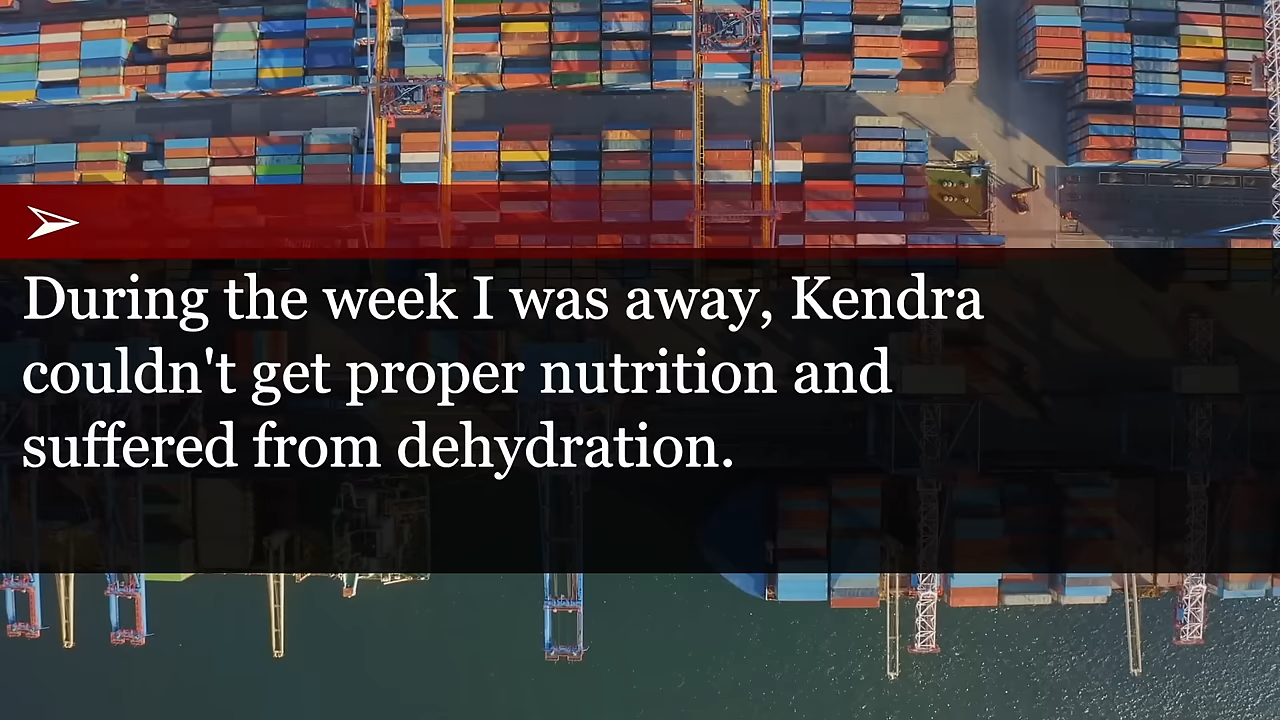 During the week I was away, Kendra
couldn't get proper nutrition and
suffered from dehydration.